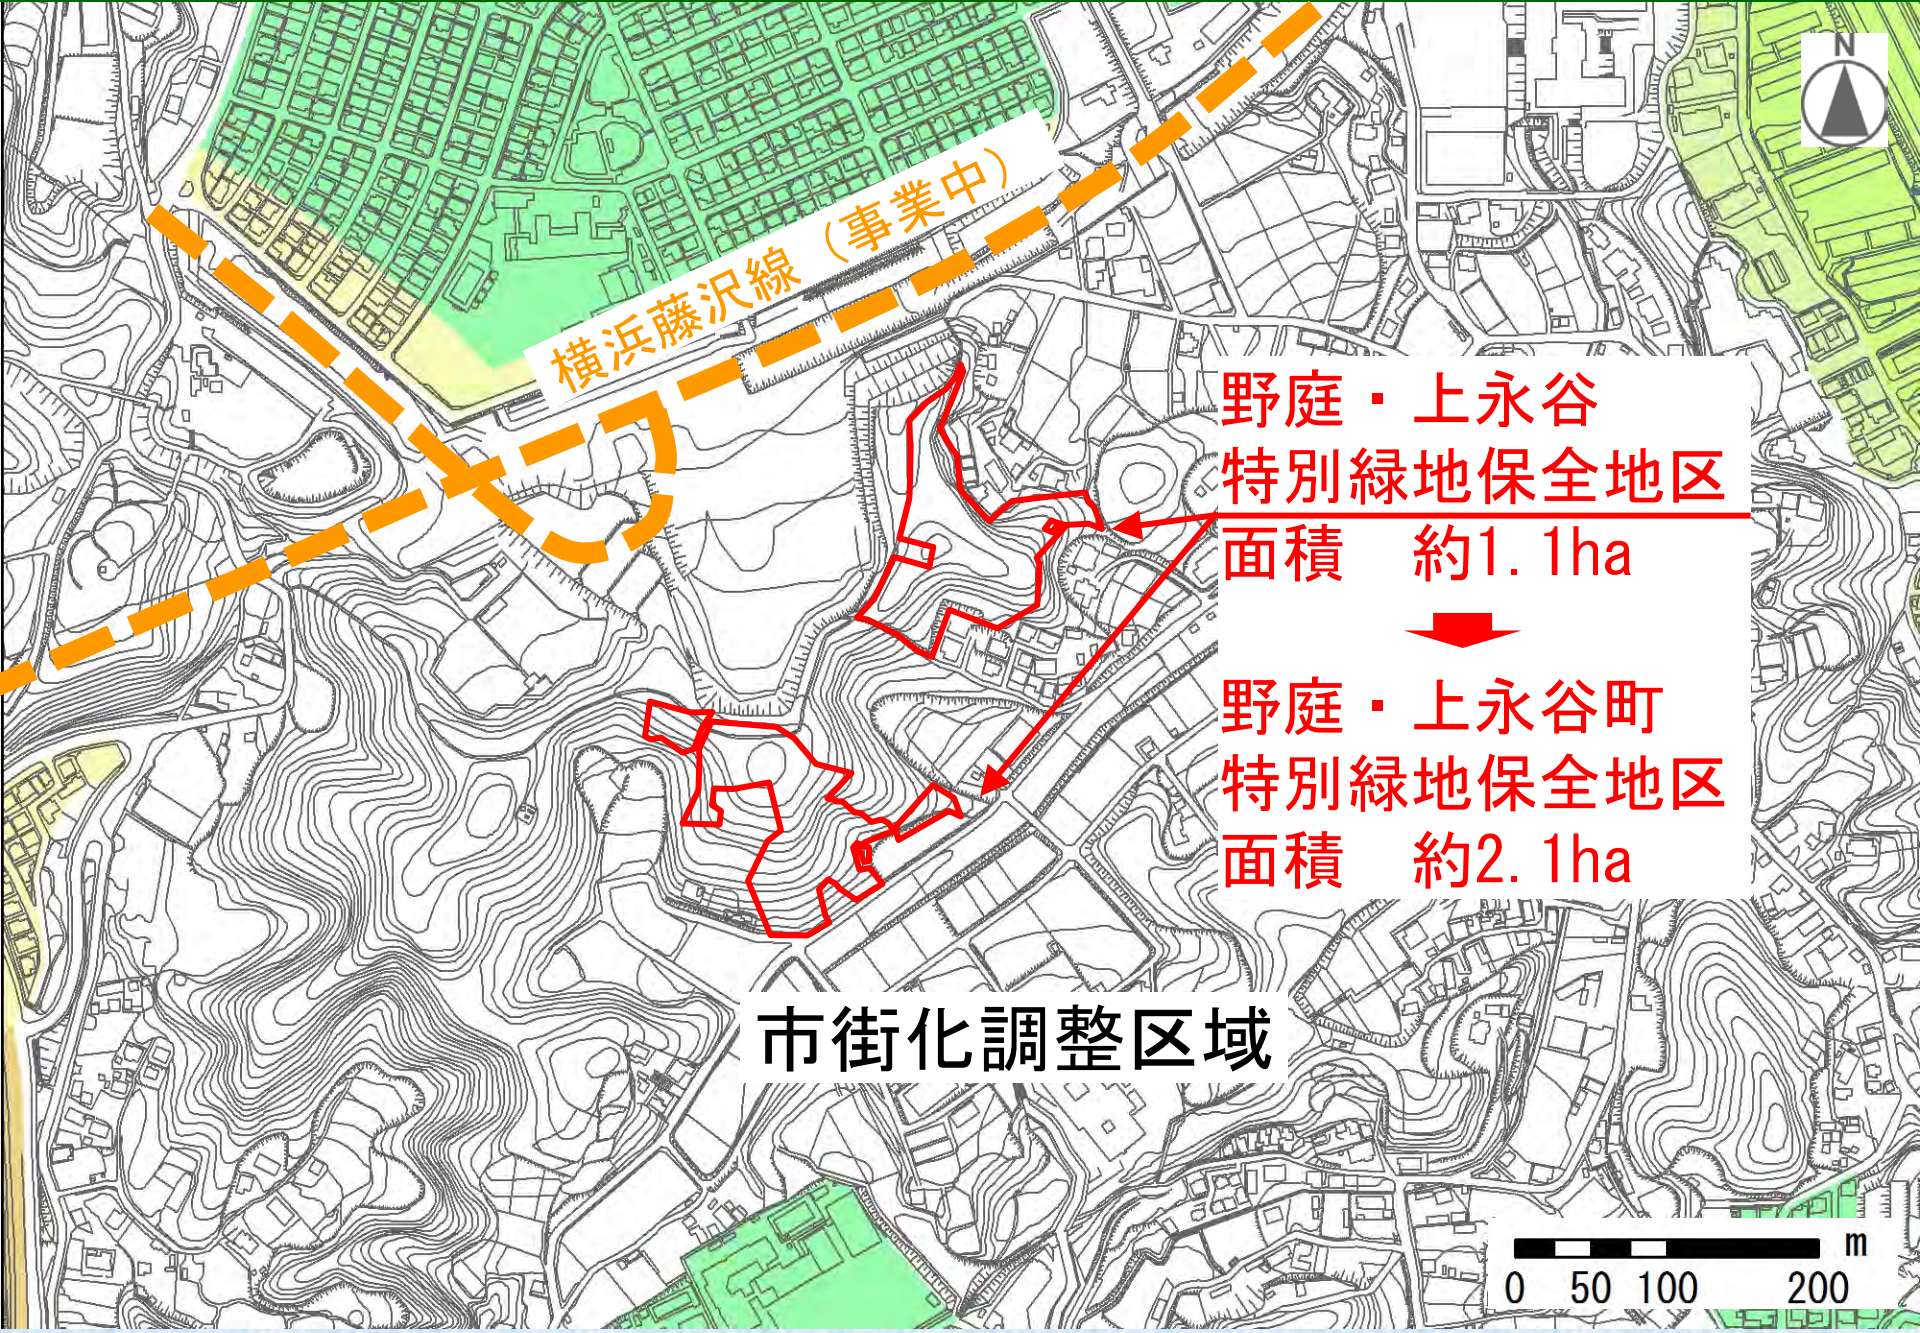 N
横浜藤沢線（事業中）
野庭・上永谷
特別緑地保全地区
面積　約1.1ha
野庭・上永谷町
特別緑地保全地区
面積　約2.1ha
市街化調整区域
m
0 50 100 200